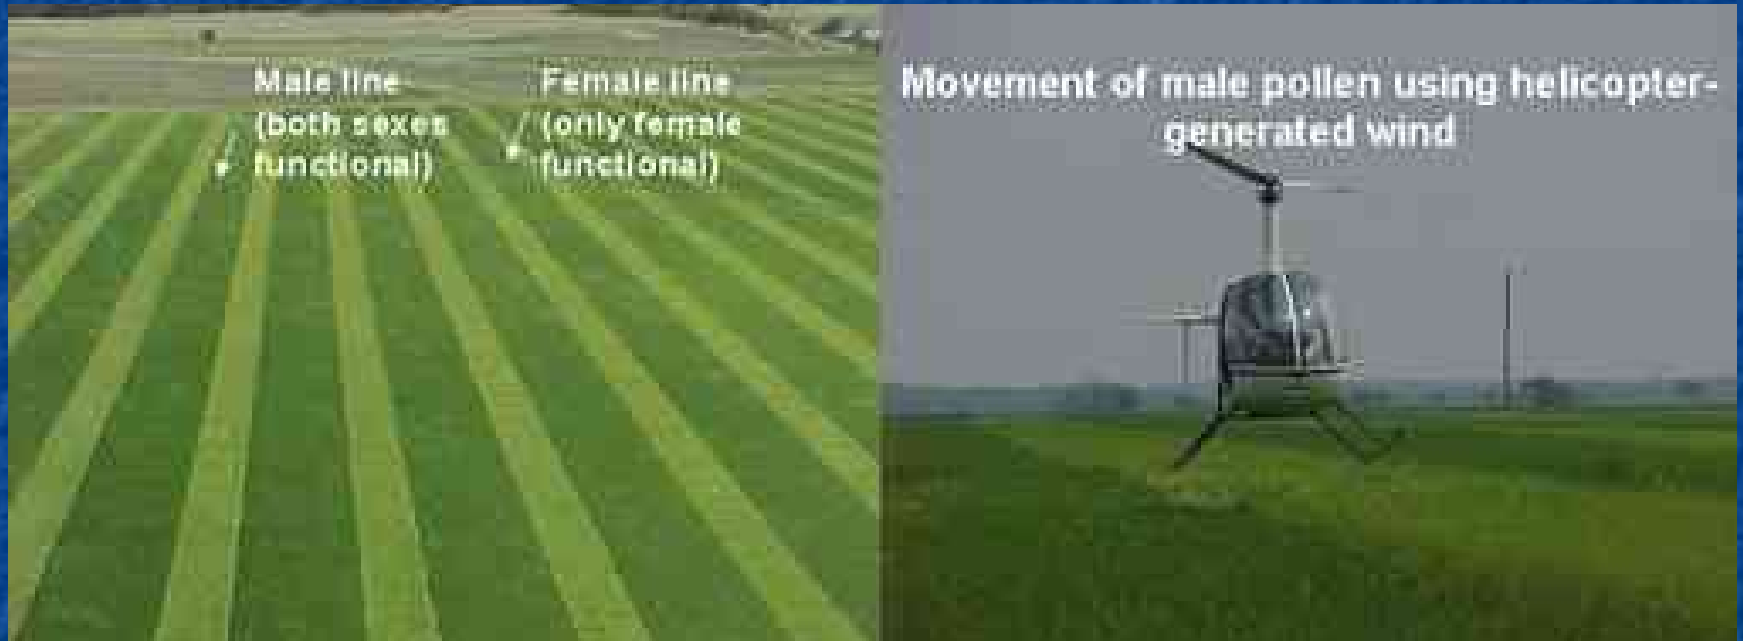 Male line
(both sexes
functional)
Female line
(only female
functional)
Movement of male pollen using helicopter-
generated wind